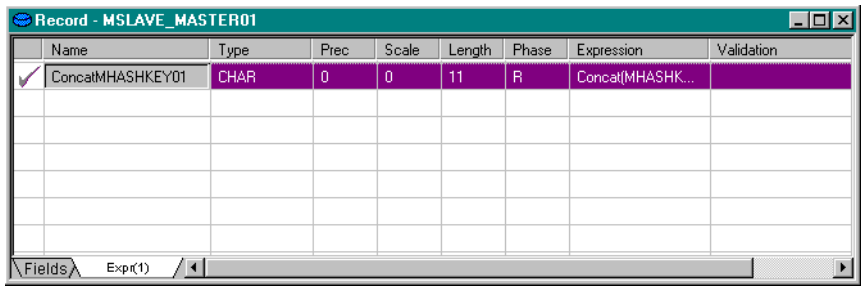 Record - MSLAVE_MASTER01
Name Type Prec Scale Length Phase Expression Validation
ConcatMHASHKEY01 CHAR 0 0 11 R Concat(MHASHK...
Fields Expr(1)